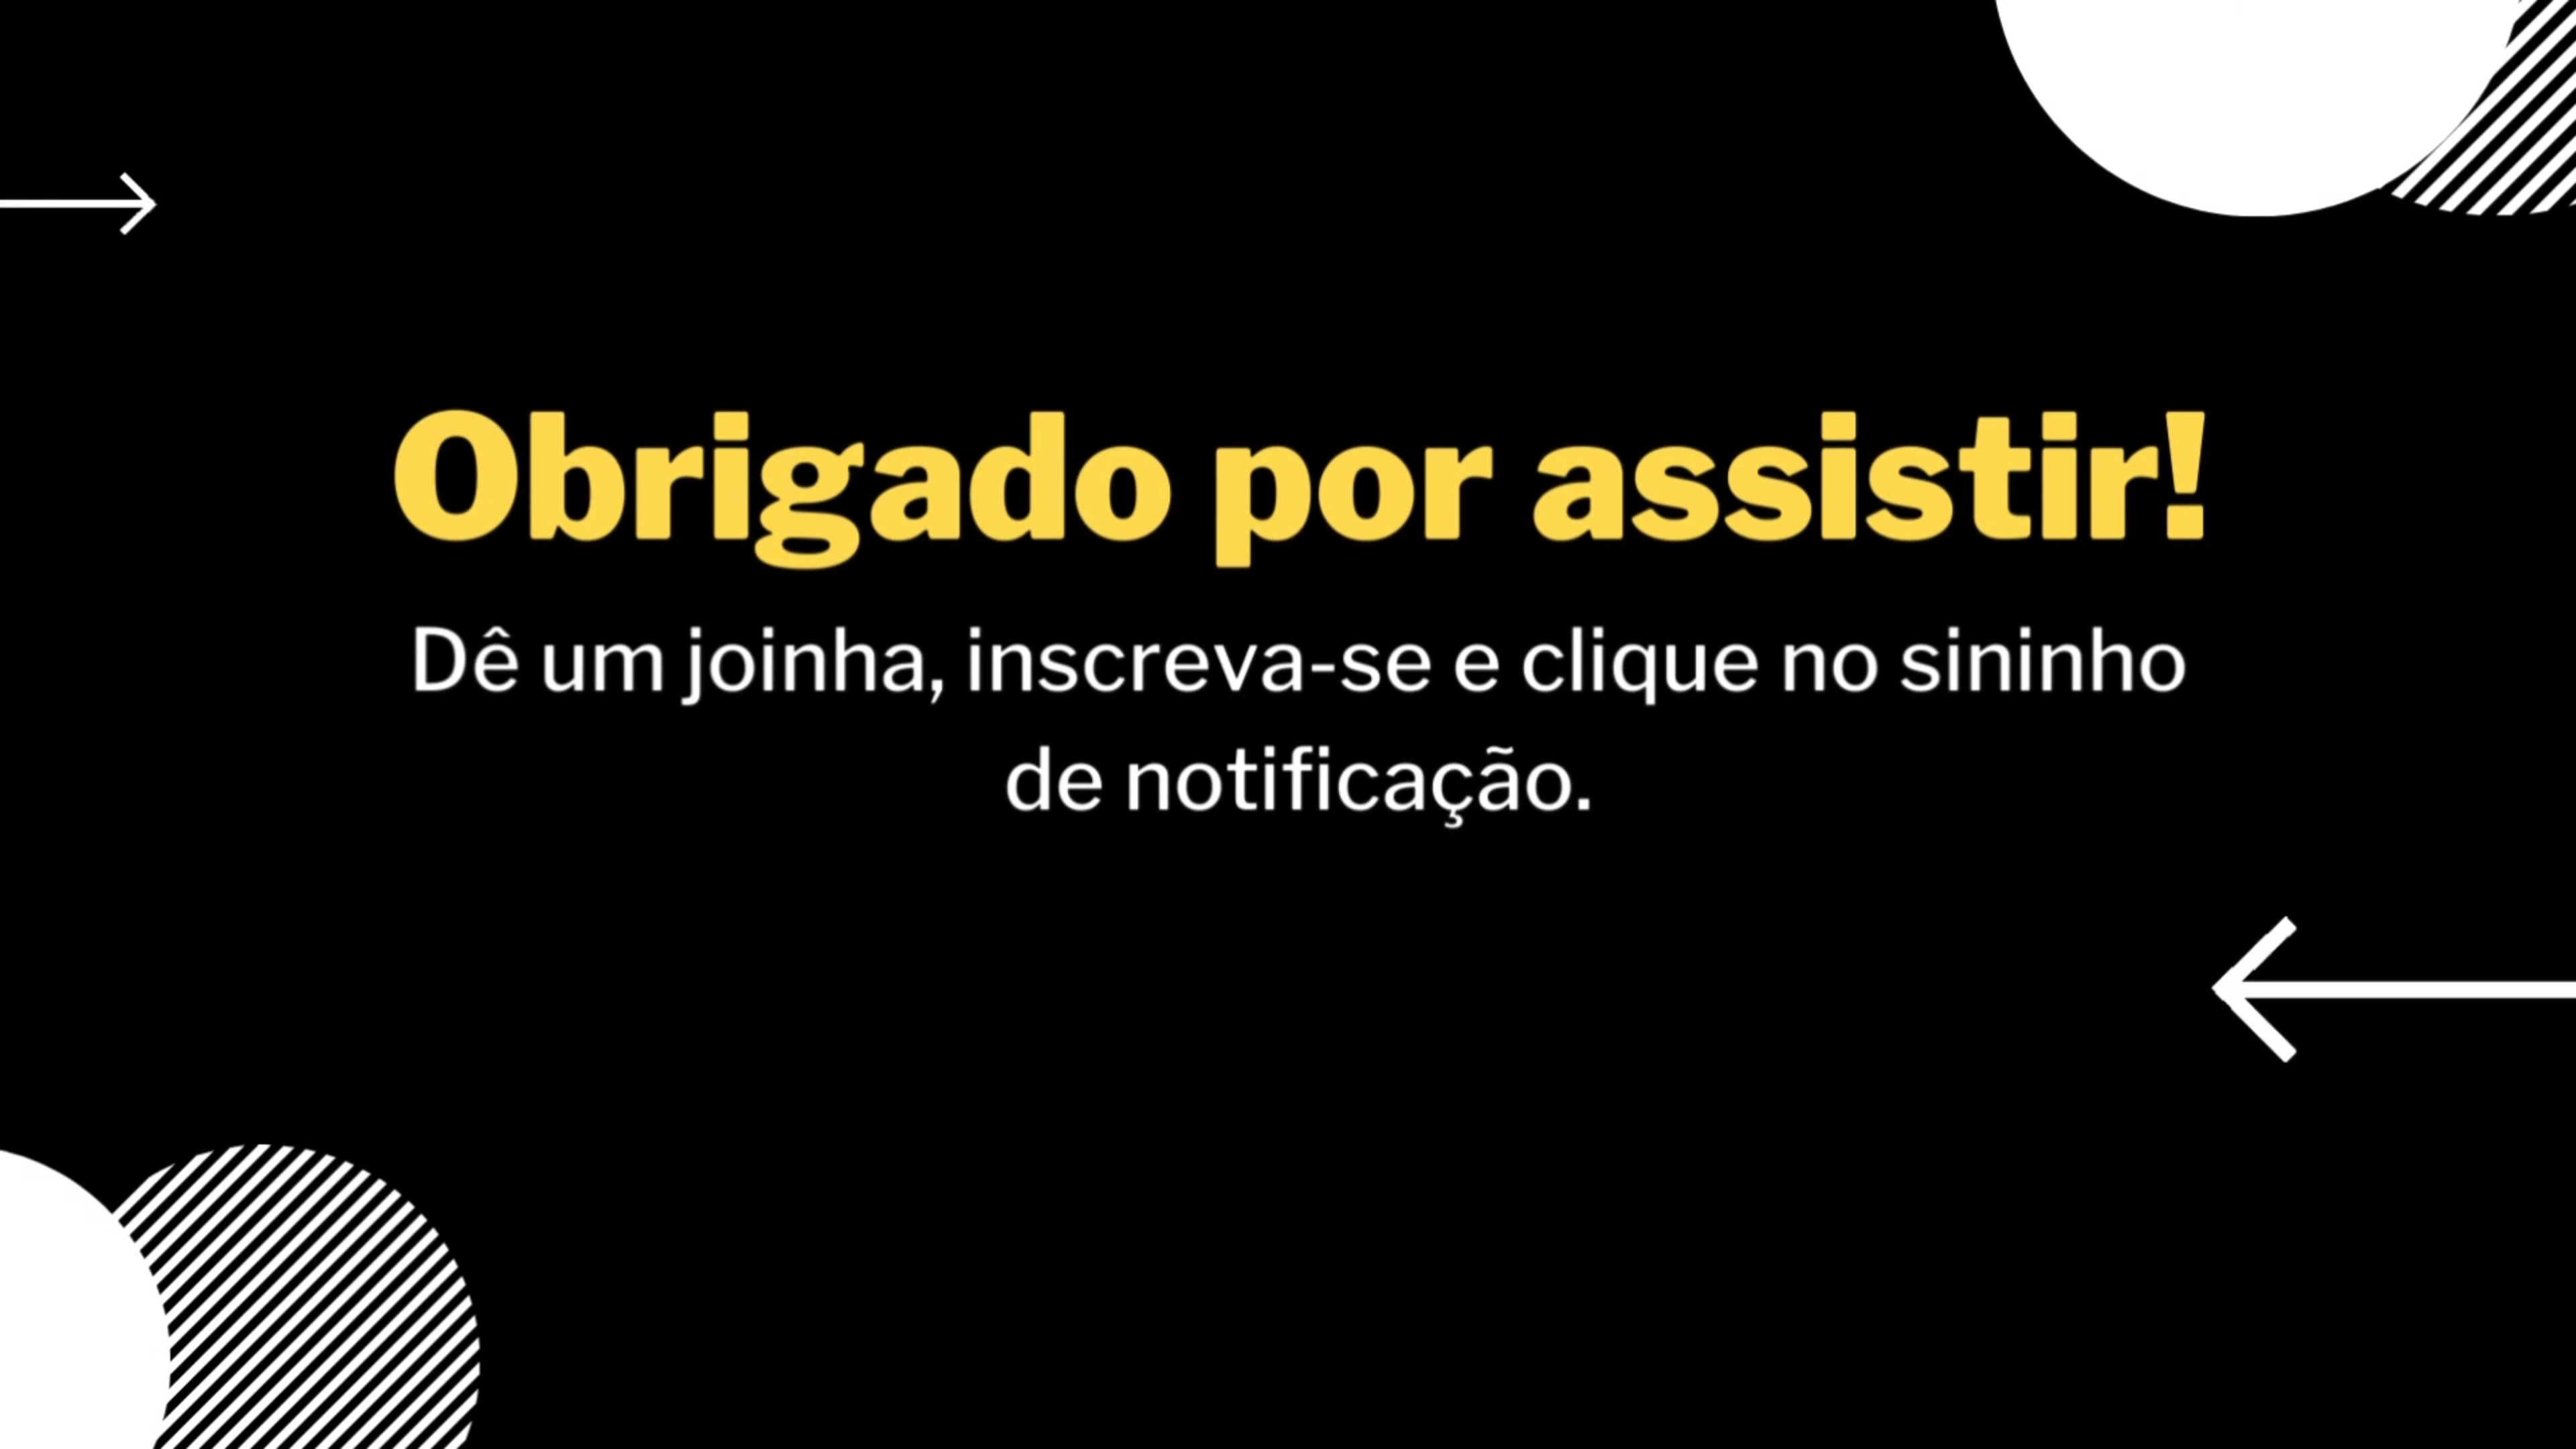 Obrigado por assistir!
Dê um joinha, inscreva-se e clique no sininho
de notificação.